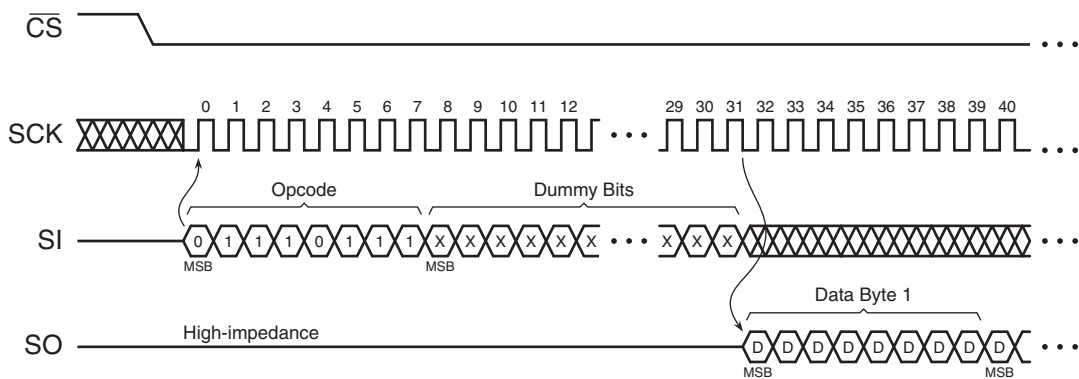 CS
0 1 2 3 4 5 6 7 8 9 10 11 12 29 30 31 32 33 34 35 36 37 38 39 40
SCK
Opcode Dummy Bits
SI 0 1 1 1 0 1 1 1 X X X X X X X X X
MSB MSB
Data Byte 1
High-impedance
SO D D D D D D D D D
MSB MSB